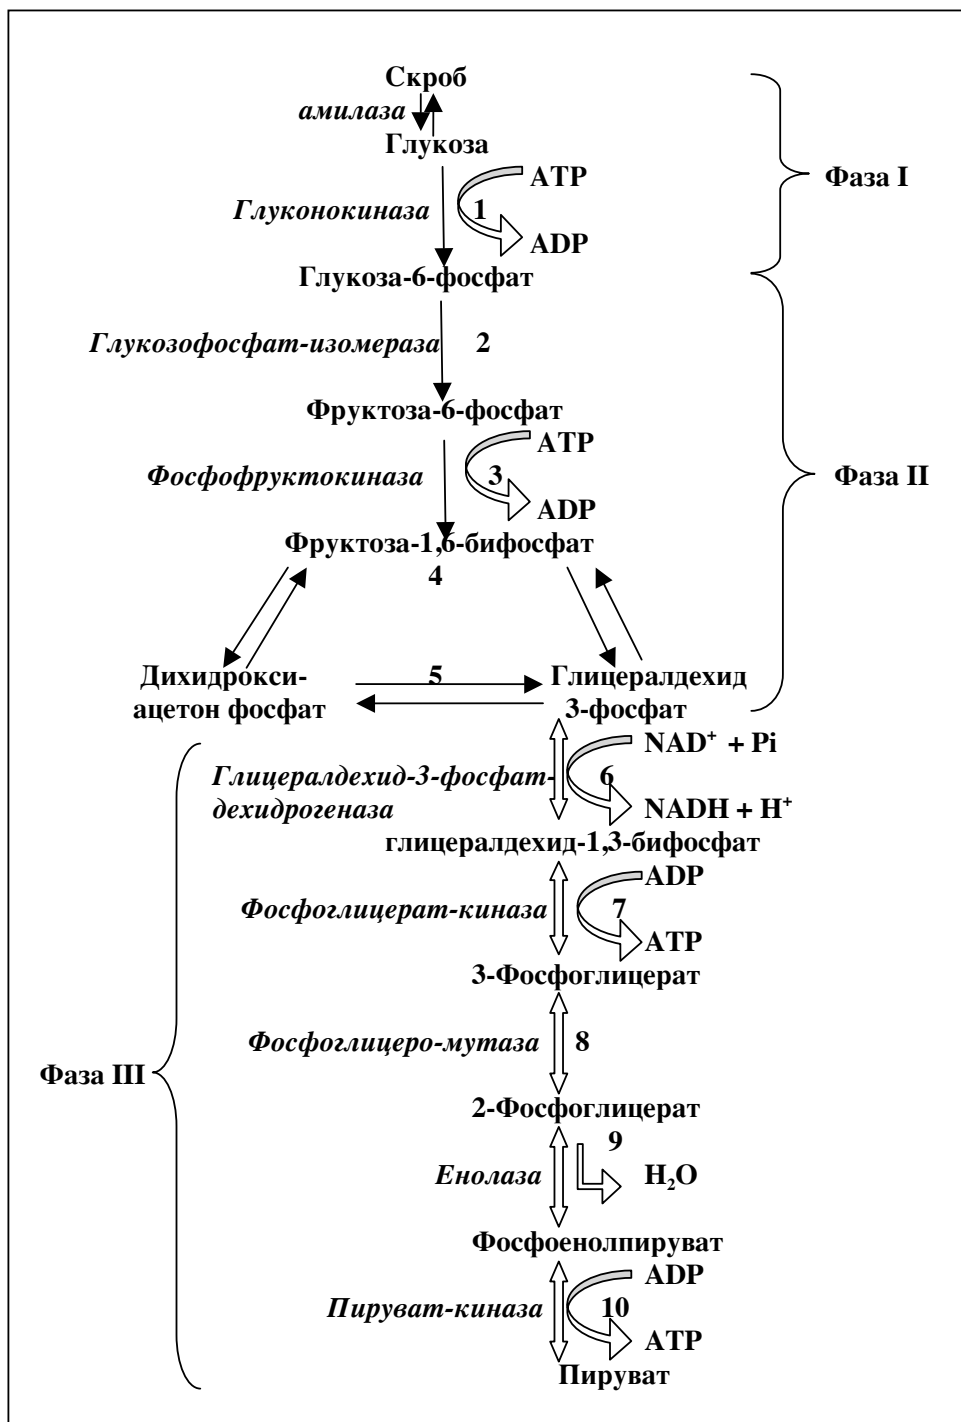 Скроб
амилаза
Глукоза
ATP
Фаза I
Глуконокиназа
1
ADP
Глукоза-6-фосфат
Глукозофосфат-изомераза
2
Фруктоза-6-фосфат
ATP
Фосфофруктокиназа
3
Фаза II
ADP
Фруктоза-1,6-бифосфат
4
Дихидрокси-
ацетон фосфат
5
Глицералдехид
3-фосфат
NAD⁺ + Pi
Глицералдехид-3-фосфат-
дехидрогеназа
6
NADH + H⁺
глицералдехид-1,3-бифосфат
ADP
Фосфоглицерат-киназа
7
ATP
3-Фосфоглицерат
Фосфоглицеро-мутаза
8
Фаза III
2-Фосфоглицерат
9
Енолаза
H₂O
Фосфоенолпируват
ADP
Пируват-киназа
10
ATP
Пируват